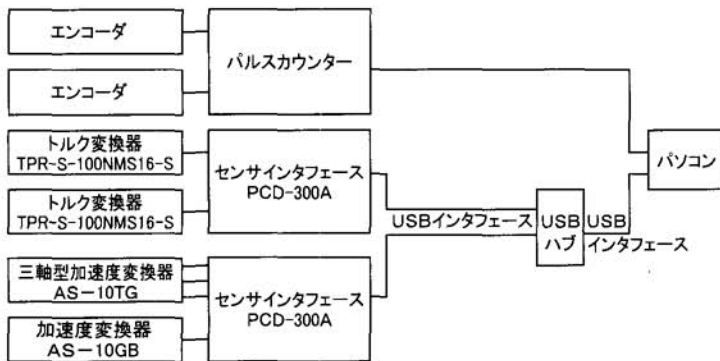 エンコーダ
エンコーダ
パルスカウンター
トルク変換器
TPR-S-100NMS16-S
トルク変換器
TPR-S-100NMS16-S
センサインタフェース
PCD-300A
三軸型加速度変換器
AS-10TG
加速度変換器
AS-10GB
センサインタフェース
PCD-300A
USBインタフェース
USB
ハブ
USB
インタフェース
パソコン